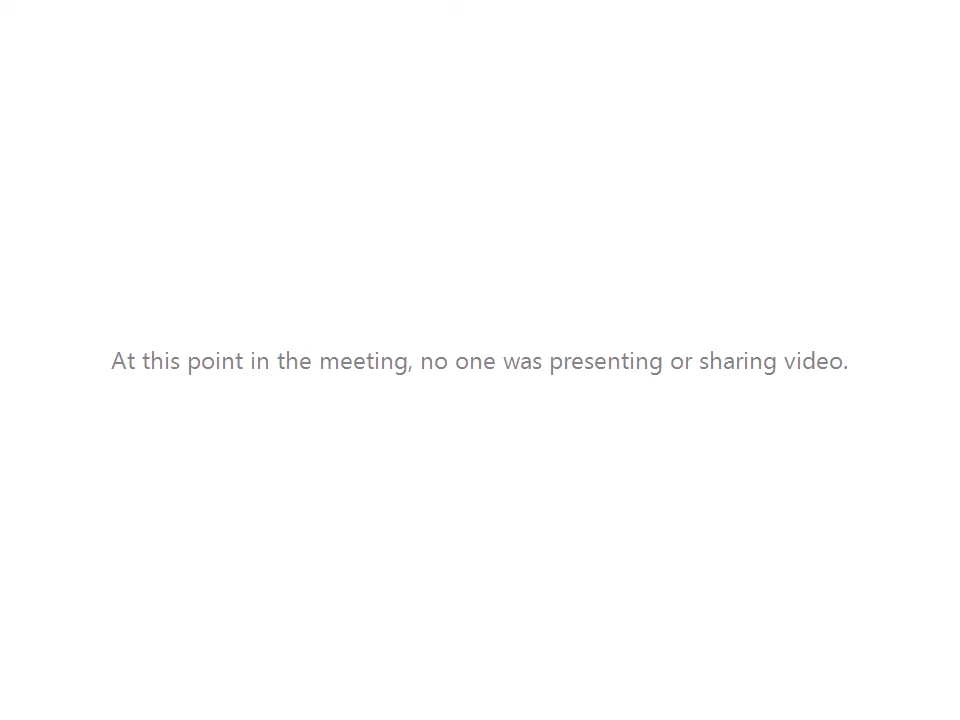 At this point in the meeting, no one was presenting or sharing video.